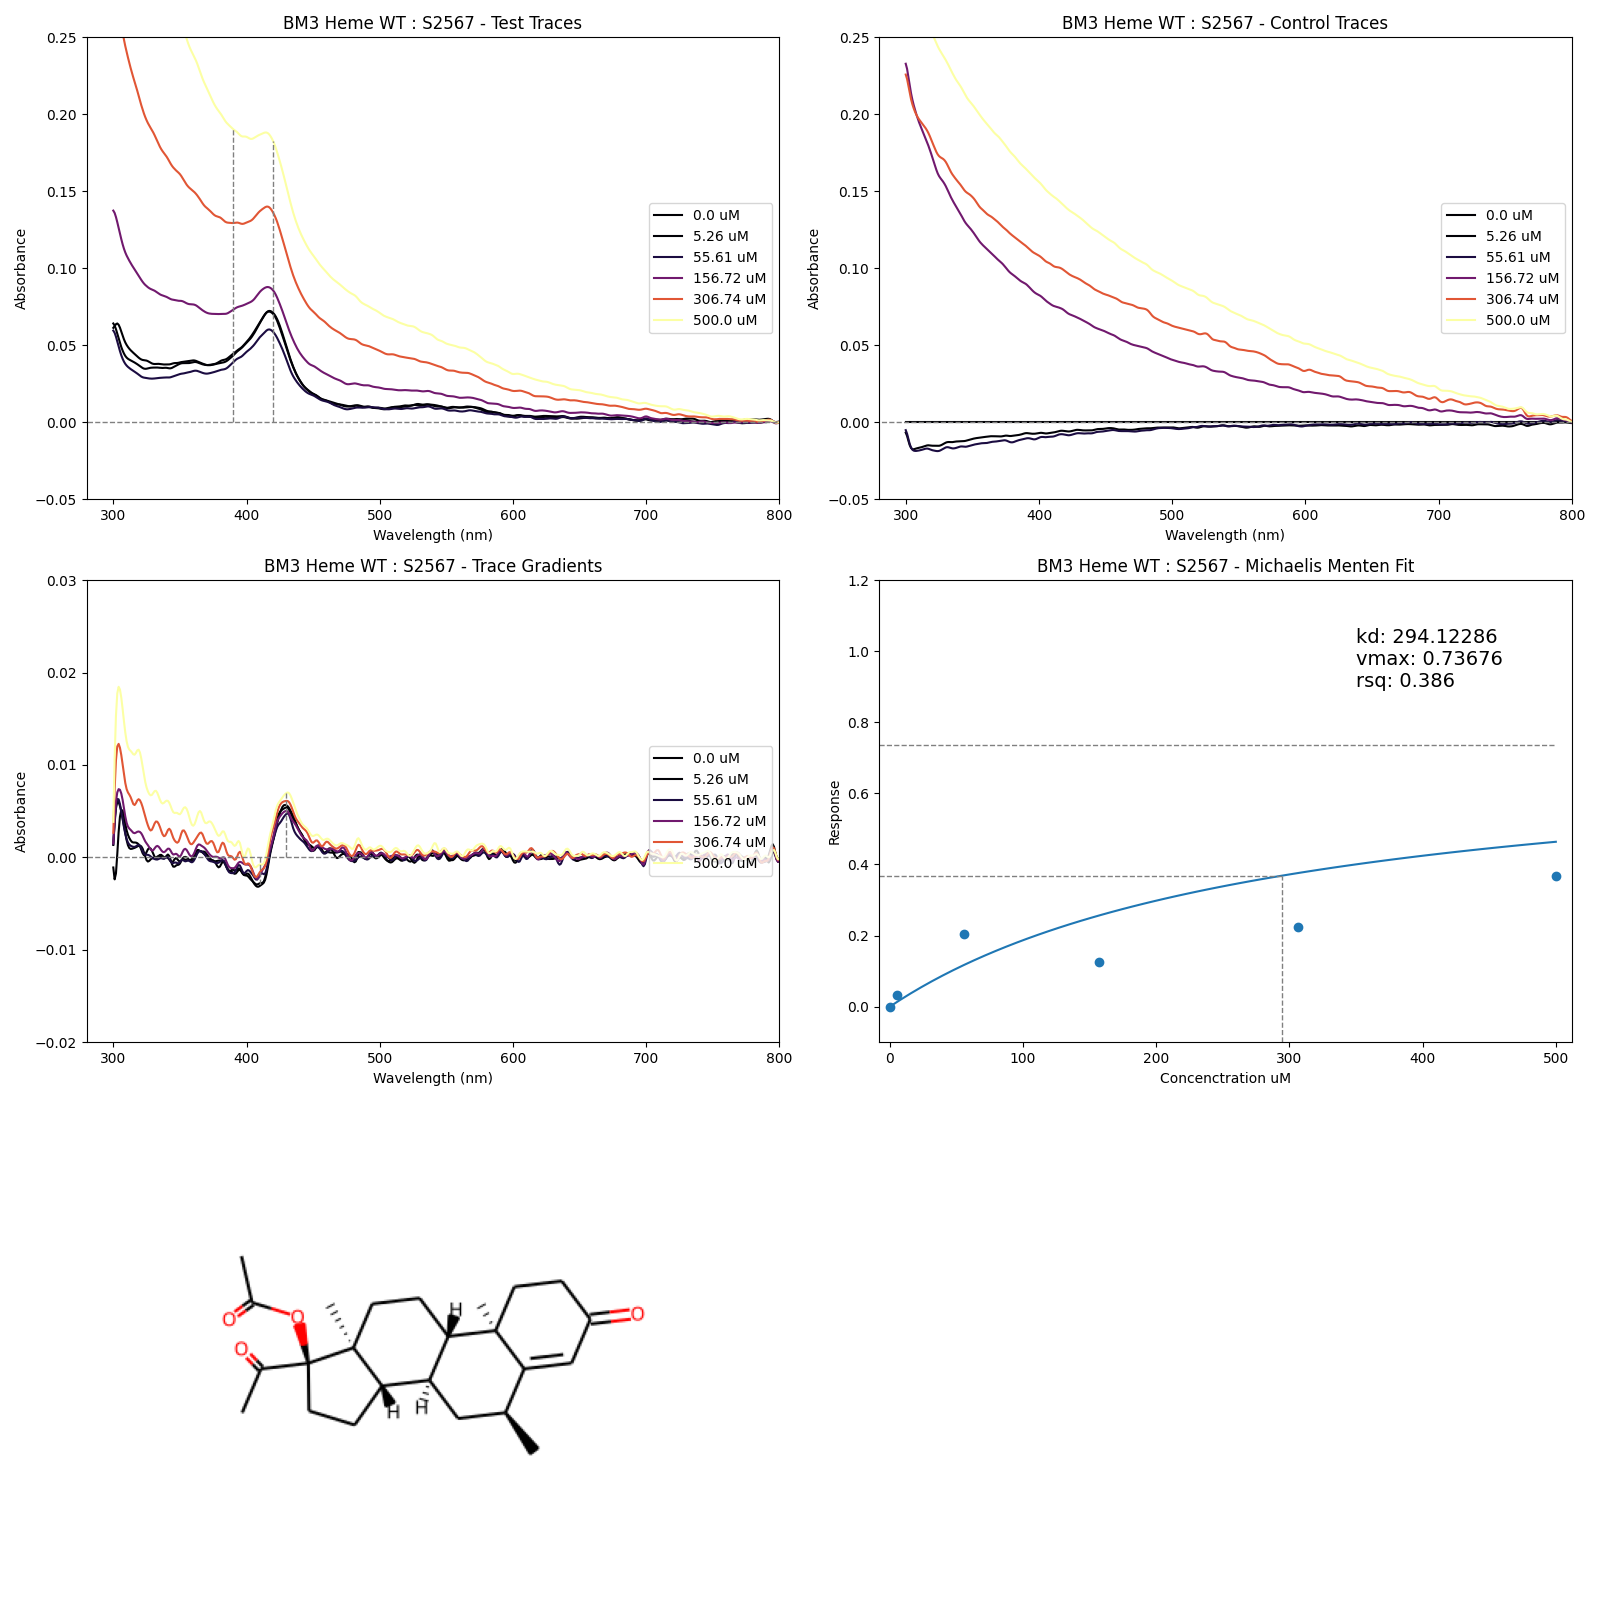 BM3 Heme WT : S2567 - Test Traces
0.25
0.20
0.15
0.10
0.05
0.00
−0.05
Absorbance
300
400
500
600
700
800
Wavelength (nm)
0.0 uM
5.26 uM
55.61 uM
156.72 uM
306.74 uM
500.0 uM
BM3 Heme WT : S2567 - Control Traces
0.25
0.20
0.15
0.10
0.05
0.00
−0.05
Absorbance
300
400
500
600
700
800
Wavelength (nm)
0.0 uM
5.26 uM
55.61 uM
156.72 uM
306.74 uM
500.0 uM
BM3 Heme WT : S2567 - Trace Gradients
0.03
0.02
0.01
0.00
−0.01
−0.02
Absorbance
300
400
500
600
700
800
Wavelength (nm)
0.0 uM
5.26 uM
55.61 uM
156.72 uM
306.74 uM
500.0 uM
BM3 Heme WT : S2567 - Michaelis Menten Fit
1.2
1.0
0.8
0.6
0.4
0.2
0.0
Response
0
100
200
300
400
500
Concenctration uM
kd: 294.12286
vmax: 0.73676
rsq: 0.386
O
O
O
H
H
H
O